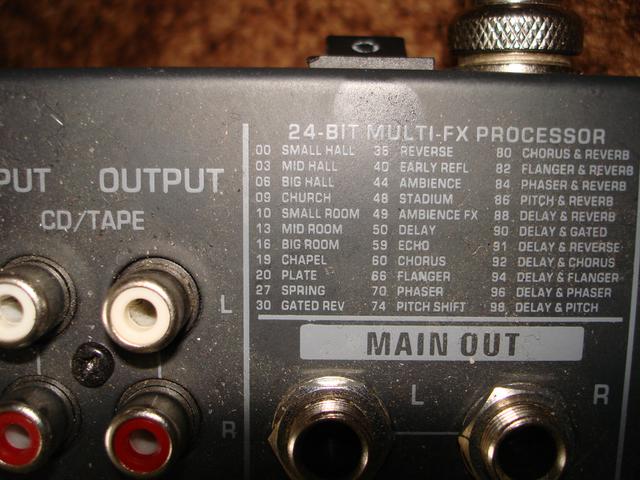 24-BIT MULTI-FX PROCESSOR
00 SMALL HALL 36 REVERSE 80 CHORUS & REVERB
03 MID HALL 40 EARLY REFL 82 FLANGER & REVERB
06 BIG HALL 44 AMBIENCE 84 PHASER & REVERB
09 CHURCH 48 STADIUM 86 PITCH & REVERB
10 SMALL ROOM 49 AMBIENCE FX 88 DELAY & REVERB
13 MID ROOM 50 DELAY 90 DELAY & GATED
16 BIG ROOM 59 ECHO 91 DELAY & REVERSE
19 CHAPEL 60 CHORUS 92 DELAY & CHORUS
20 PLATE 66 FLANGER 94 DELAY & FLANGER
27 SPRING 70 PHASER 96 DELAY & PHASER
30 GATED REV 74 PITCH SHIFT 98 DELAY & PITCH
PUT OUTPUT
CD/TAPE
L
R
MAIN OUT
L R